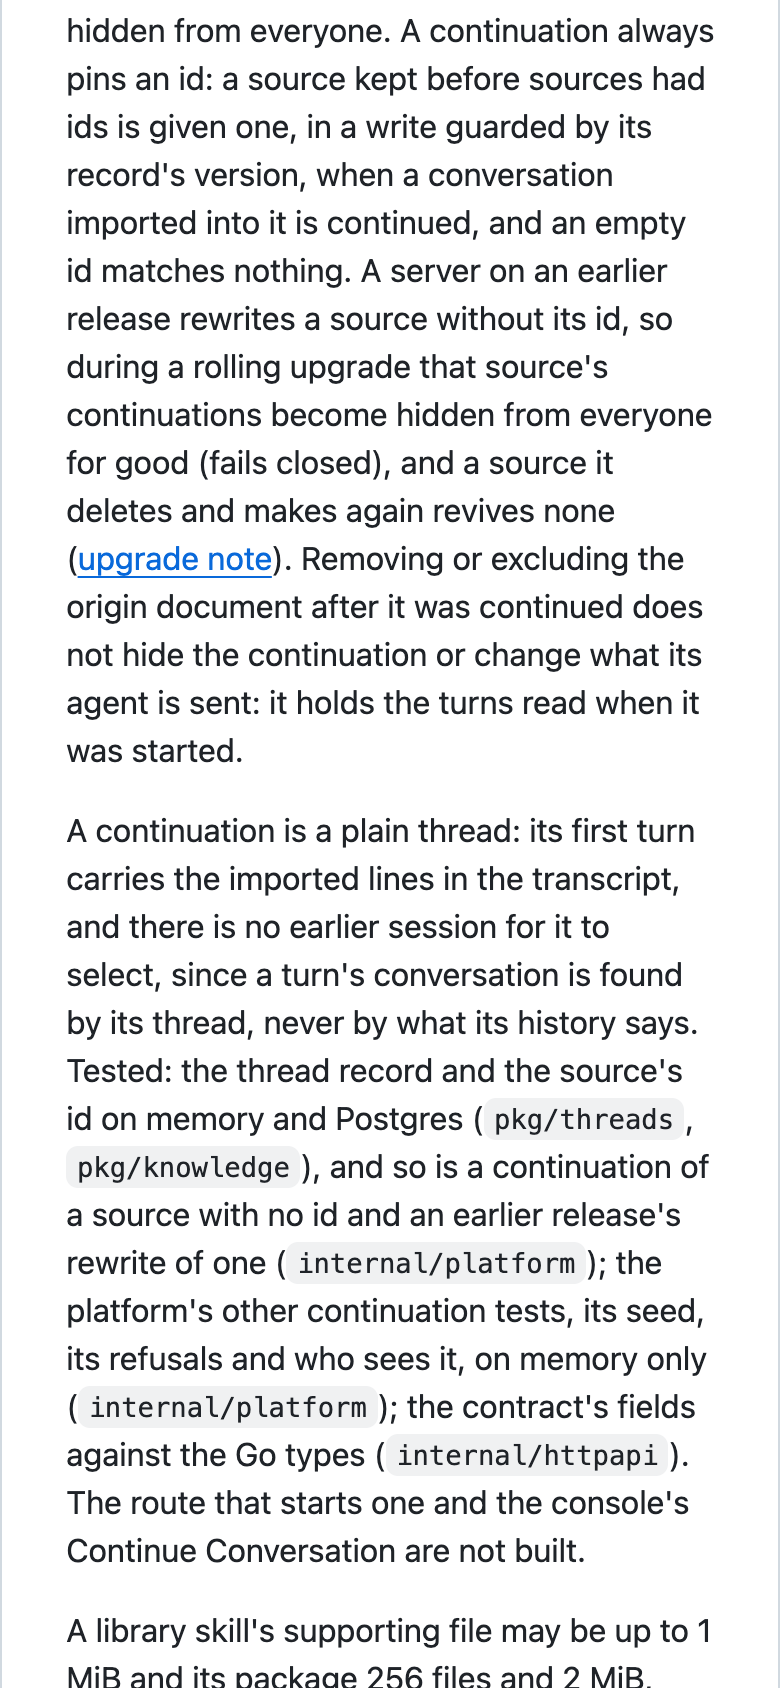 hidden from everyone. A continuation always
pins an id: a source kept before sources had
ids is given one, in a write guarded by its
record's version, when a conversation
imported into it is continued, and an empty
id matches nothing. A server on an earlier
release rewrites a source without its id, so
during a rolling upgrade that source's
continuations become hidden from everyone
for good (fails closed), and a source it
deletes and makes again revives none
(upgrade note). Removing or excluding the
origin document after it was continued does
not hide the continuation or change what its
agent is sent: it holds the turns read when it
was started.
A continuation is a plain thread: its first turn
carries the imported lines in the transcript,
and there is no earlier session for it to
select, since a turn's conversation is found
by its thread, never by what its history says.
Tested: the thread record and the source's
id on memory and Postgres (pkg/threads,
pkg/knowledge), and so is a continuation of
a source with no id and an earlier release's
rewrite of one (internal/platform); the
platform's other continuation tests, its seed,
its refusals and who sees it, on memory only
(internal/platform); the contract's fields
against the Go types (internal/httpapi).
The route that starts one and the console's
Continue Conversation are not built.
A library skill's supporting file may be up to 1
MiB and its package 256 files and 2 MiB.